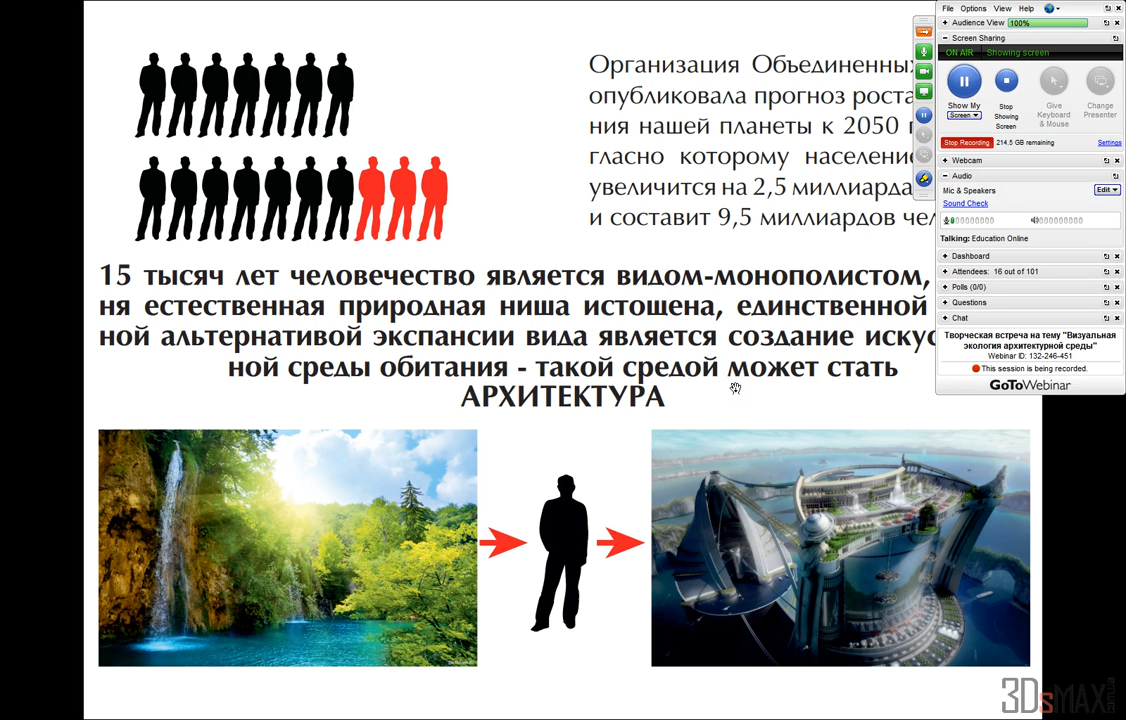 Организация Объединенны
опубликовала прогноз роста
ния нашей планеты к 2050
гласно которому население
увеличится на 2,5 миллиарда
и составит 9,5 миллиардов чел
15 тысяч лет человечество является видом-монополистом,
ня естественная природная ниша истощена, единственной
ной альтернативой экспансии вида является создание искус
ной среды обитания - такой средой может стать
АРХИТЕКТУРА
File Options View Help
Audience View 100%
Screen Sharing
ON AIR Showing screen
Show My
Screen
Stop
Showing
Screen
Give
Keyboard
& Mouse
Change
Presenter
Stop Recording 214.5 GB remaining Settings
Webcam
Audio
Mic & Speakers Edit
Sound Check
Talking: Education Online
Dashboard
Attendees: 16 out of 101
Polls (0/0)
Questions
Chat
Творческая встреча на тему "Визуальная
экология архитектурной среды"
Webinar ID: 132-246-451
This session is being recorded.
GoToWebinar
3DsMAX.com.ua